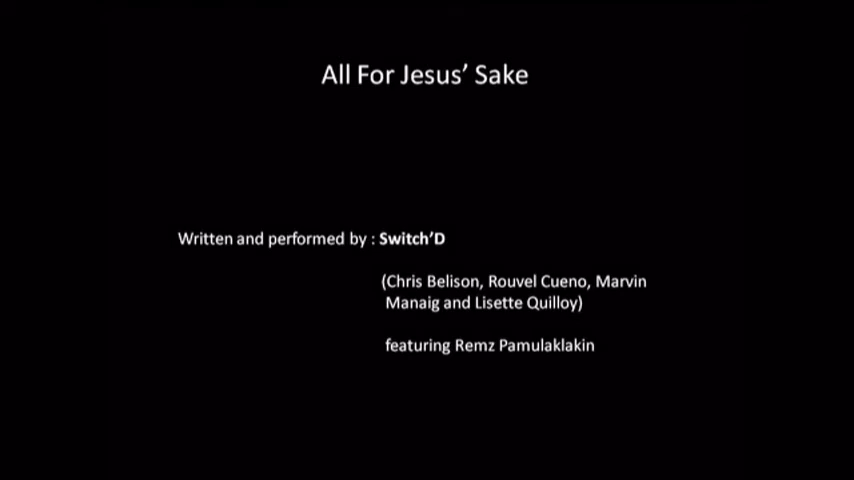 All For Jesus’ Sake
Written and performed by : Switch’D
(Chris Belison, Rouvel Cueno, Marvin
Manaig and Lisette Quilloy)
featuring Remz Pamulaklakin